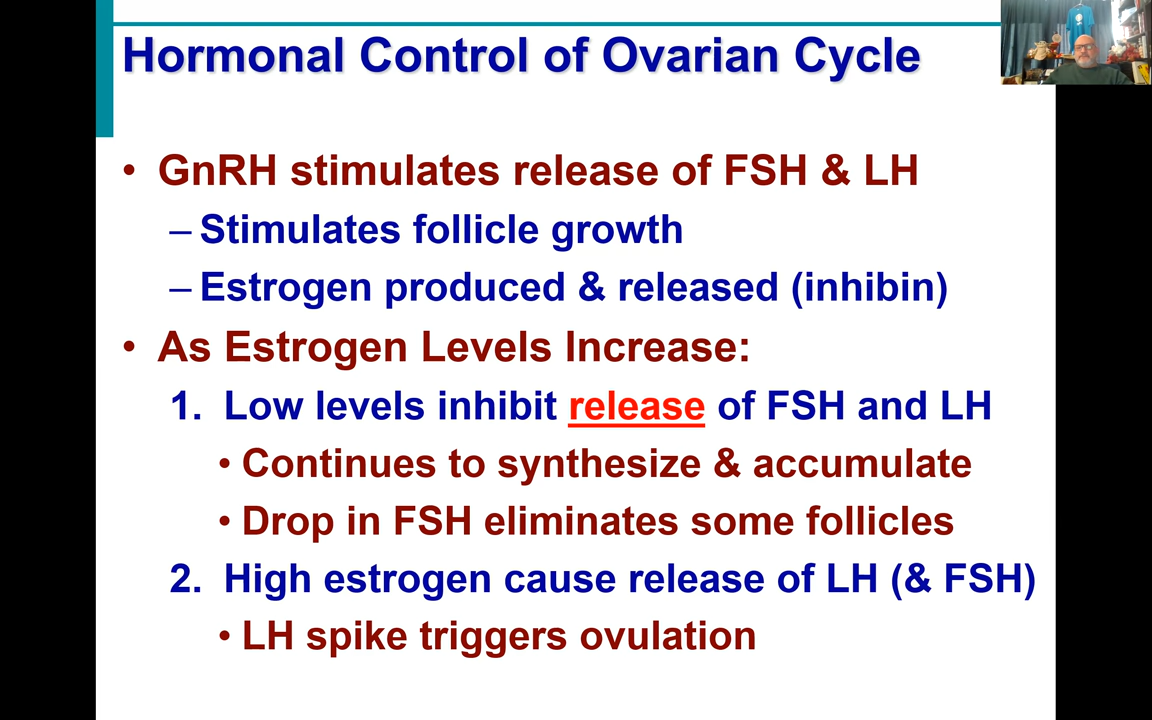 Hormonal Control of Ovarian Cycle
• GnRH stimulates release of FSH & LH
– Stimulates follicle growth
– Estrogen produced & released (inhibin)
• As Estrogen Levels Increase:
1. Low levels inhibit release of FSH and LH
• Continues to synthesize & accumulate
• Drop in FSH eliminates some follicles
2. High estrogen cause release of LH (& FSH)
• LH spike triggers ovulation